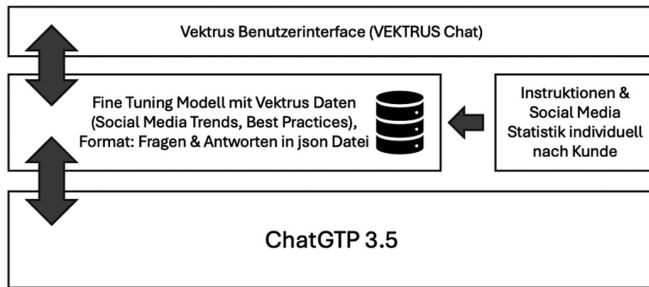 Vektrus Benutzerinterface (VEKTRUS Chat)
Fine Tuning Modell mit Vektrus Daten
(Social Media Trends, Best Practices),
Format: Fragen & Antworten in json Datei
Instruktionen &
Social Media
Statistik individuell
nach Kunde
ChatGTP 3.5